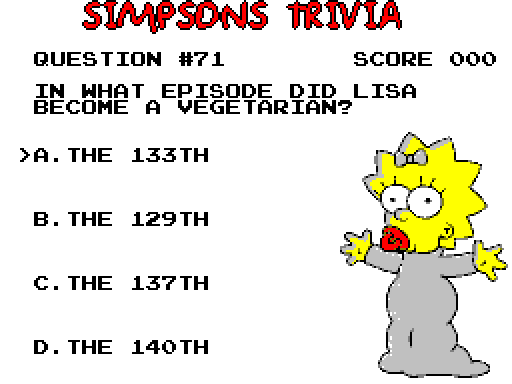 SIMPSONS TRIVIA
QUESTION #71 SCORE 000
IN WHAT EPISODE DID LISA
BECOME A VEGETARIAN?
>A.THE 133TH
B.THE 129TH
C.THE 137TH
D.THE 140TH